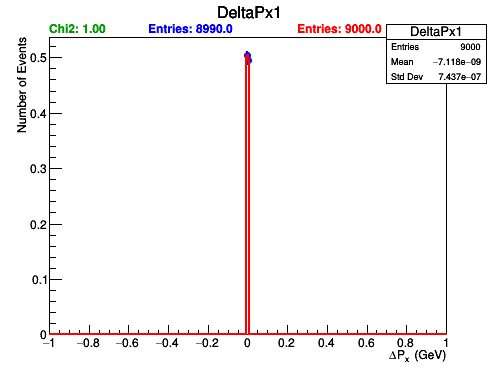 DeltaPx1
Chi2: 1.00 Entries: 8990.0 Entries: 9000.0
DeltaPx1
Entries 9000
Mean −7.118e−09
Std Dev 7.437e−07
Number of Events
0.5
0.4
0.3
0.2
0.1
0
−1 −0.8 −0.6 −0.4 −0.2 0 0.2 0.4 0.6 0.8 1
ΔPx (GeV)